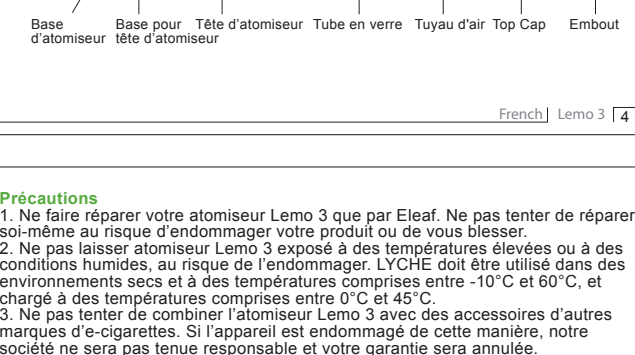 Base Base pour Tête d’atomiseur Tube en verre Tuyau d'air Top Cap Embout
d’atomiseur tête d’atomiseur
French Lemo 3 4
Précautions
1. Ne faire réparer votre atomiseur Lemo 3 que par Eleaf. Ne pas tenter de réparer
soi-même au risque d’endommager votre produit ou de vous blesser.
2. Ne pas laisser atomiseur Lemo 3 exposé à des températures élevées ou à des
conditions humides, au risque de l’endommager. LYCHE doit être utilisé dans des
environnements secs et à des températures comprises entre -10°C et 60°C, et
chargé à des températures comprises entre 0°C et 45°C.
3. Ne pas tenter de combiner l’atomiseur Lemo 3 avec des accessoires d’autres
marques d’e-cigarettes. Si l’appareil est endommagé de cette manière, notre
société ne sera pas tenue responsable et votre garantie sera annulée.